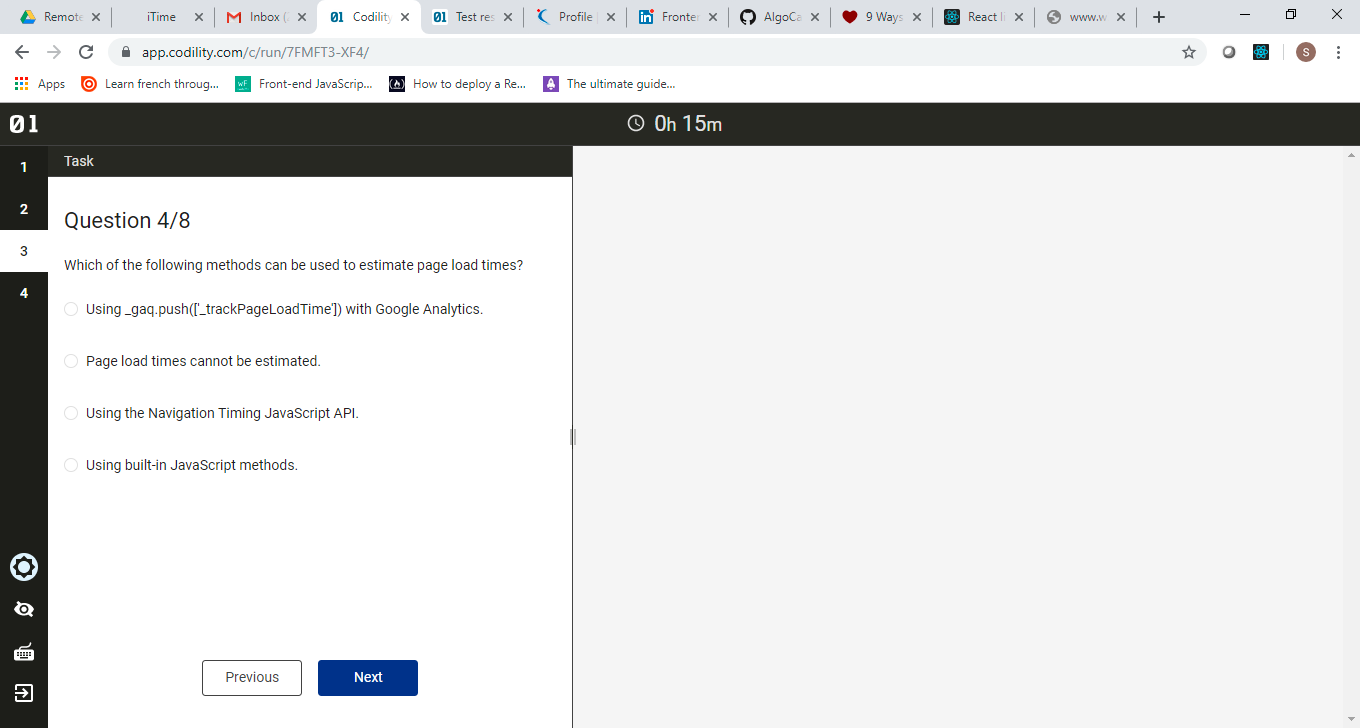 Remote
iTime
Inbox (
Codility
Test res
Profile
Fronter
AlgoCa
9 Ways
React li
www.w
app.codility.com/c/run/7FMFT3-XF4/
S
Apps
Learn french throug...
Front-end JavaScrip...
How to deploy a Re...
The ultimate guide...
01
0h 15m
1
Task
2
Question 4/8
3
Which of the following methods can be used to estimate page load times?
4
Using _gaq.push(['_trackPageLoadTime']) with Google Analytics.
Page load times cannot be estimated.
Using the Navigation Timing JavaScript API.
Using built-in JavaScript methods.
Previous
Next